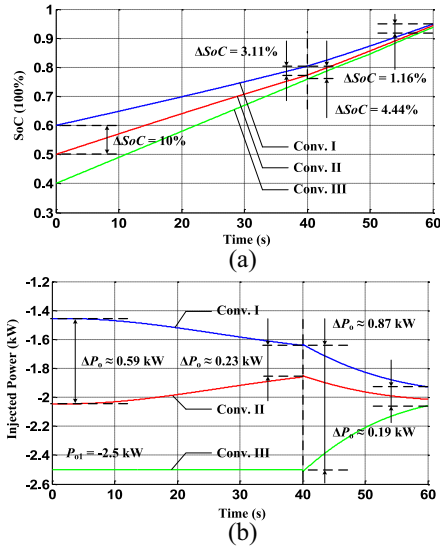 1
0.9
0.8
0.7
0.6
0.5
0.4
0.3
SoC (100%)
ΔSoC = 3.11%
ΔSoC = 1.16%
ΔSoC = 4.44%
ΔSoC = 10%
Conv. I
Conv. II
Conv. III
0 10 20 30 40 50 60
Time (s)
(a)
-1.2
-1.4
-1.6
-1.8
-2
-2.2
-2.4
-2.6
Injected Power (kW)
Conv. I
ΔPo ≈ 0.87 kW
ΔPo ≈ 0.59 kW
ΔPo ≈ 0.23 kW
Conv. II
ΔPo ≈ 0.19 kW
Po1 = -2.5 kW
Conv. III
0 10 20 30 40 50 60
Time (s)
(b)